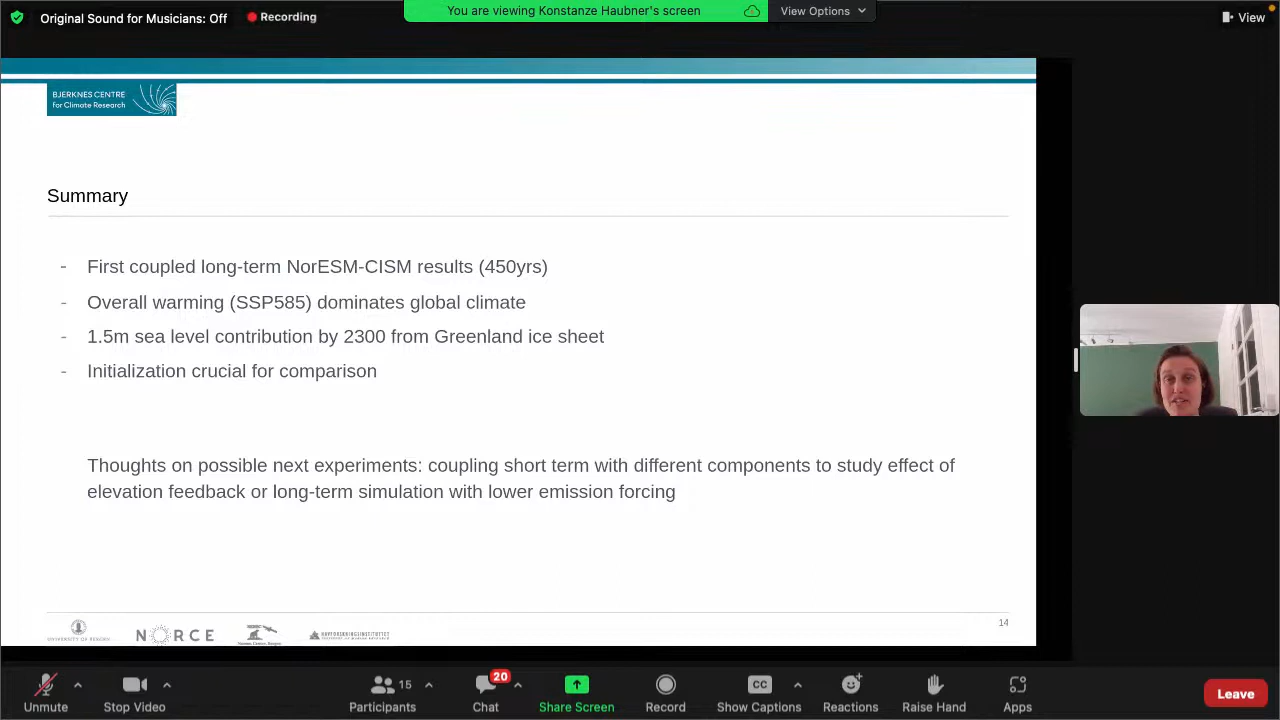 Original Sound for Musicians: Off
Recording
You are viewing Konstanze Haubner's screen
View Options
View
BJERKNES CENTRE
for Climate Research
Summary
- First coupled long-term NorESM-CISM results (450yrs)
- Overall warming (SSP585) dominates global climate
- 1.5m sea level contribution by 2300 from Greenland ice sheet
- Initialization crucial for comparison
Thoughts on possible next experiments: coupling short term with different components to study effect of
elevation feedback or long-term simulation with lower emission forcing
14
UNIVERSITY OF BERGEN
NORCE
HAVFORSKNINGSINSTITUTTET
Unmute
Stop Video
15
Participants
20
Chat
Share Screen
Record
CC
Show Captions
Reactions
Raise Hand
Apps
Leave